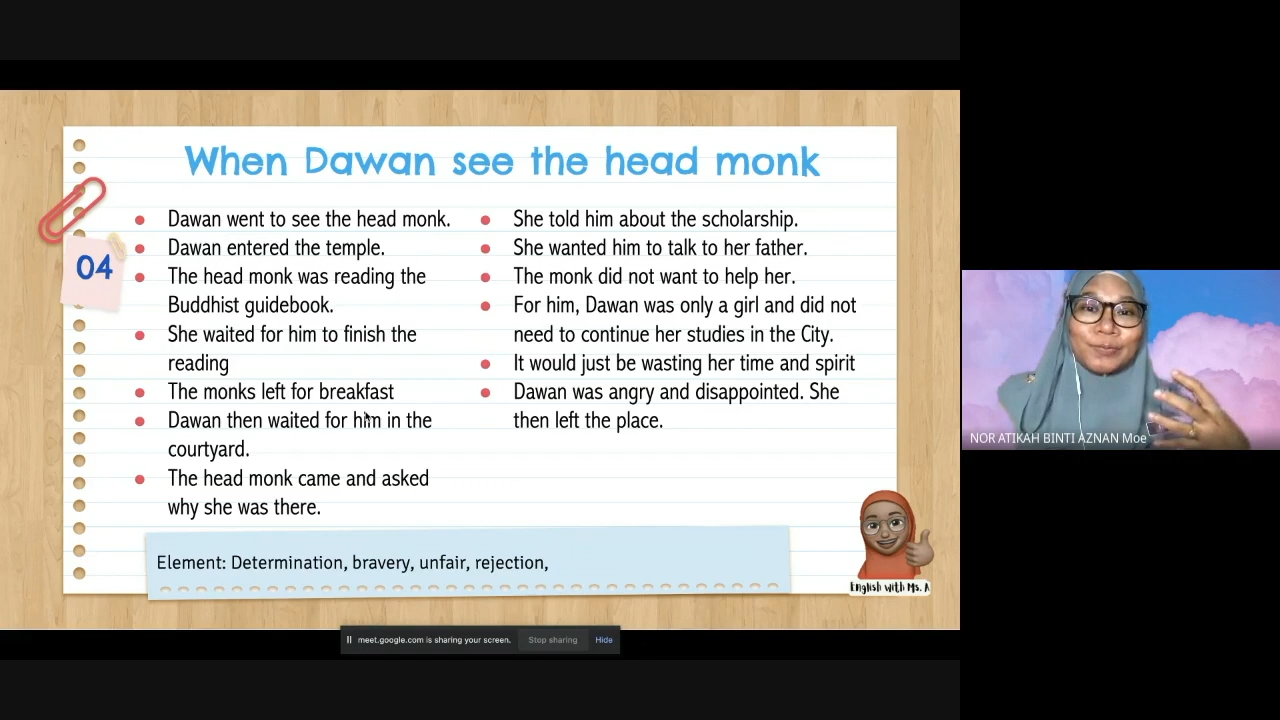 When Dawan see the head monk
04
Dawan went to see the head monk.
Dawan entered the temple.
The head monk was reading the
Buddhist guidebook.
She waited for him to finish the
reading
The monks left for breakfast
Dawan then waited for him in the
courtyard.
The head monk came and asked
why she was there.
She told him about the scholarship.
She wanted him to talk to her father.
The monk did not want to help her.
For him, Dawan was only a girl and did not
need to continue her studies in the City.
It would just be wasting her time and spirit
Dawan was angry and disappointed. She
then left the place.
Element: Determination, bravery, unfair, rejection,
English with Ms. A
meet.google.com is sharing your screen.
Stop sharing
Hide
NOR ATIKAH BINTI AZNAN Moe